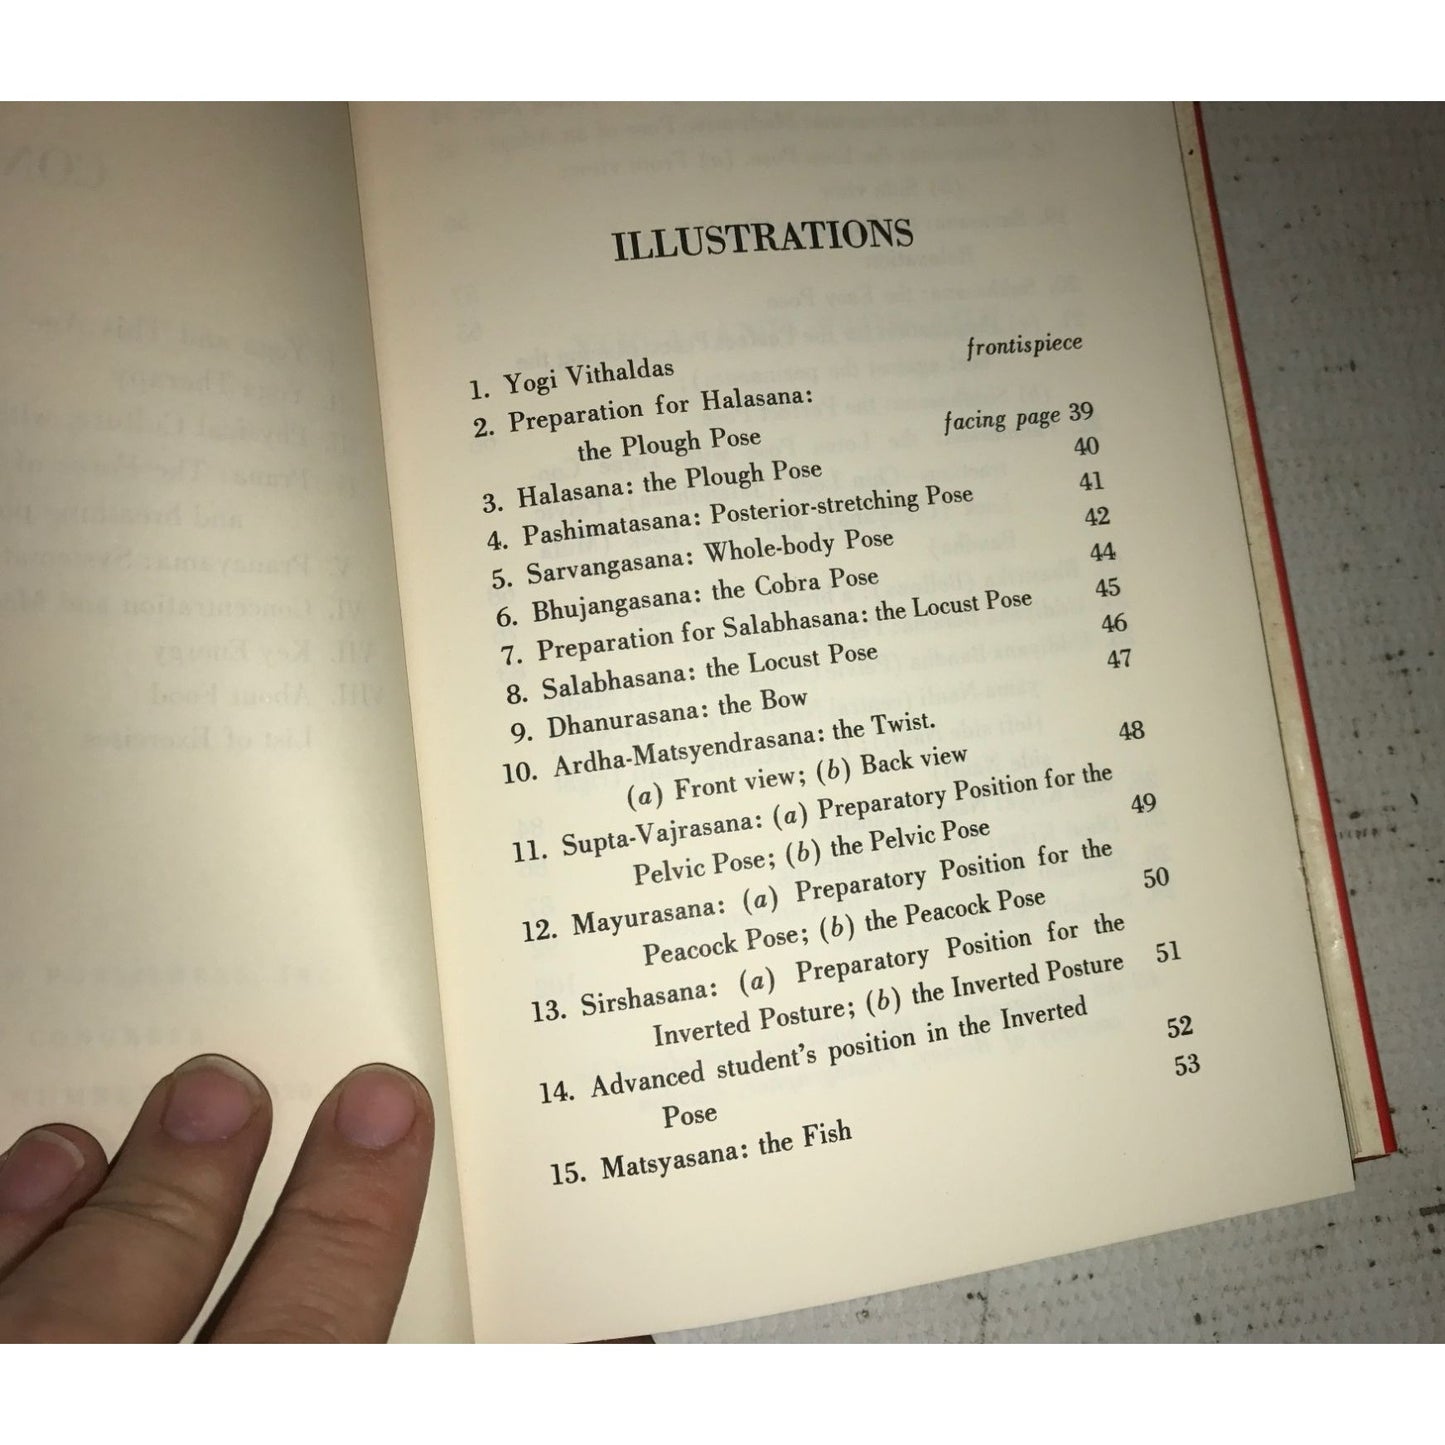 ILLUSTRATIONS
1. Yogi Vithaldas frontispiece
2. Preparation for Halasana:
the Plough Pose facing page 39
3. Halasana: the Plough Pose 40
4. Pashimatasana: Posterior-stretching Pose 41
5. Sarvangasana: Whole-body Pose 42
6. Bhujangasana: the Cobra Pose 44
7. Preparation for Salabhasana: the Locust Pose 45
8. Salabhasana: the Locust Pose 46
9. Dhanurasana: the Bow 47
10. Ardha-Matsyendrasana: the Twist.
(a) Front view; (b) Back view 48
11. Supta-Vajrasana: (a) Preparatory Position for the
Pelvic Pose; (b) the Pelvic Pose 49
12. Mayurasana: (a) Preparatory Position for the
Peacock Pose; (b) the Peacock Pose 50
13. Sirshasana: (a) Preparatory Position for the
Inverted Posture; (b) the Inverted Posture 51
14. Advanced student's position in the Inverted
Pose 52
15. Matsyasana: the Fish 53